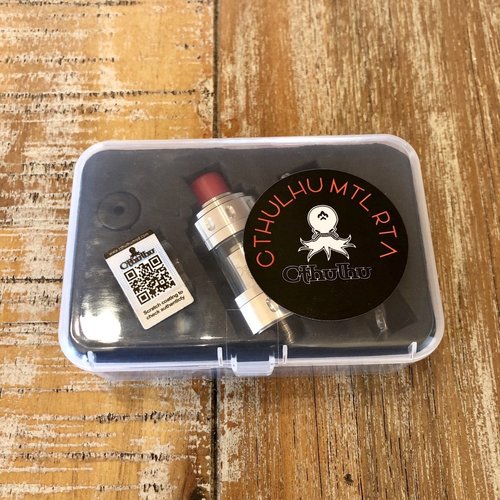 CTHULHU MTL RTA
Cthulhu
Cthulhu
Scratch coating to
check authenticity